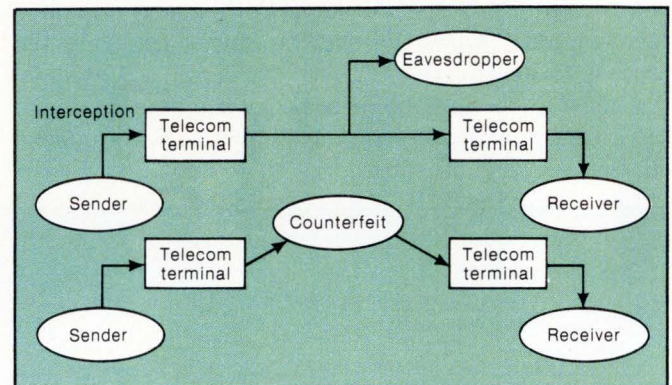 Eavesdropper
Interception
Telecom
terminal
Telecom
terminal
Sender
Receiver
Counterfeit
Telecom
terminal
Telecom
terminal
Sender
Receiver